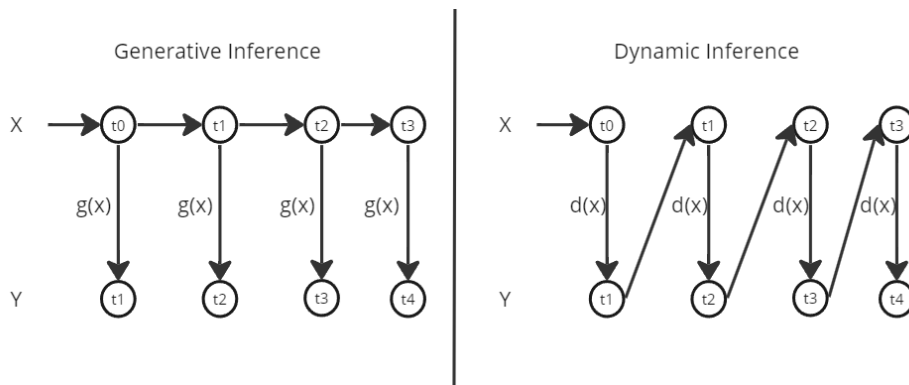 Generative Inference
X t0 t1 t2 t3
g(x) g(x) g(x) g(x)
Y t1 t2 t3 t4
Dynamic Inference
X t0 t1 t2 t3
d(x) d(x) d(x) d(x)
Y t1 t2 t3 t4